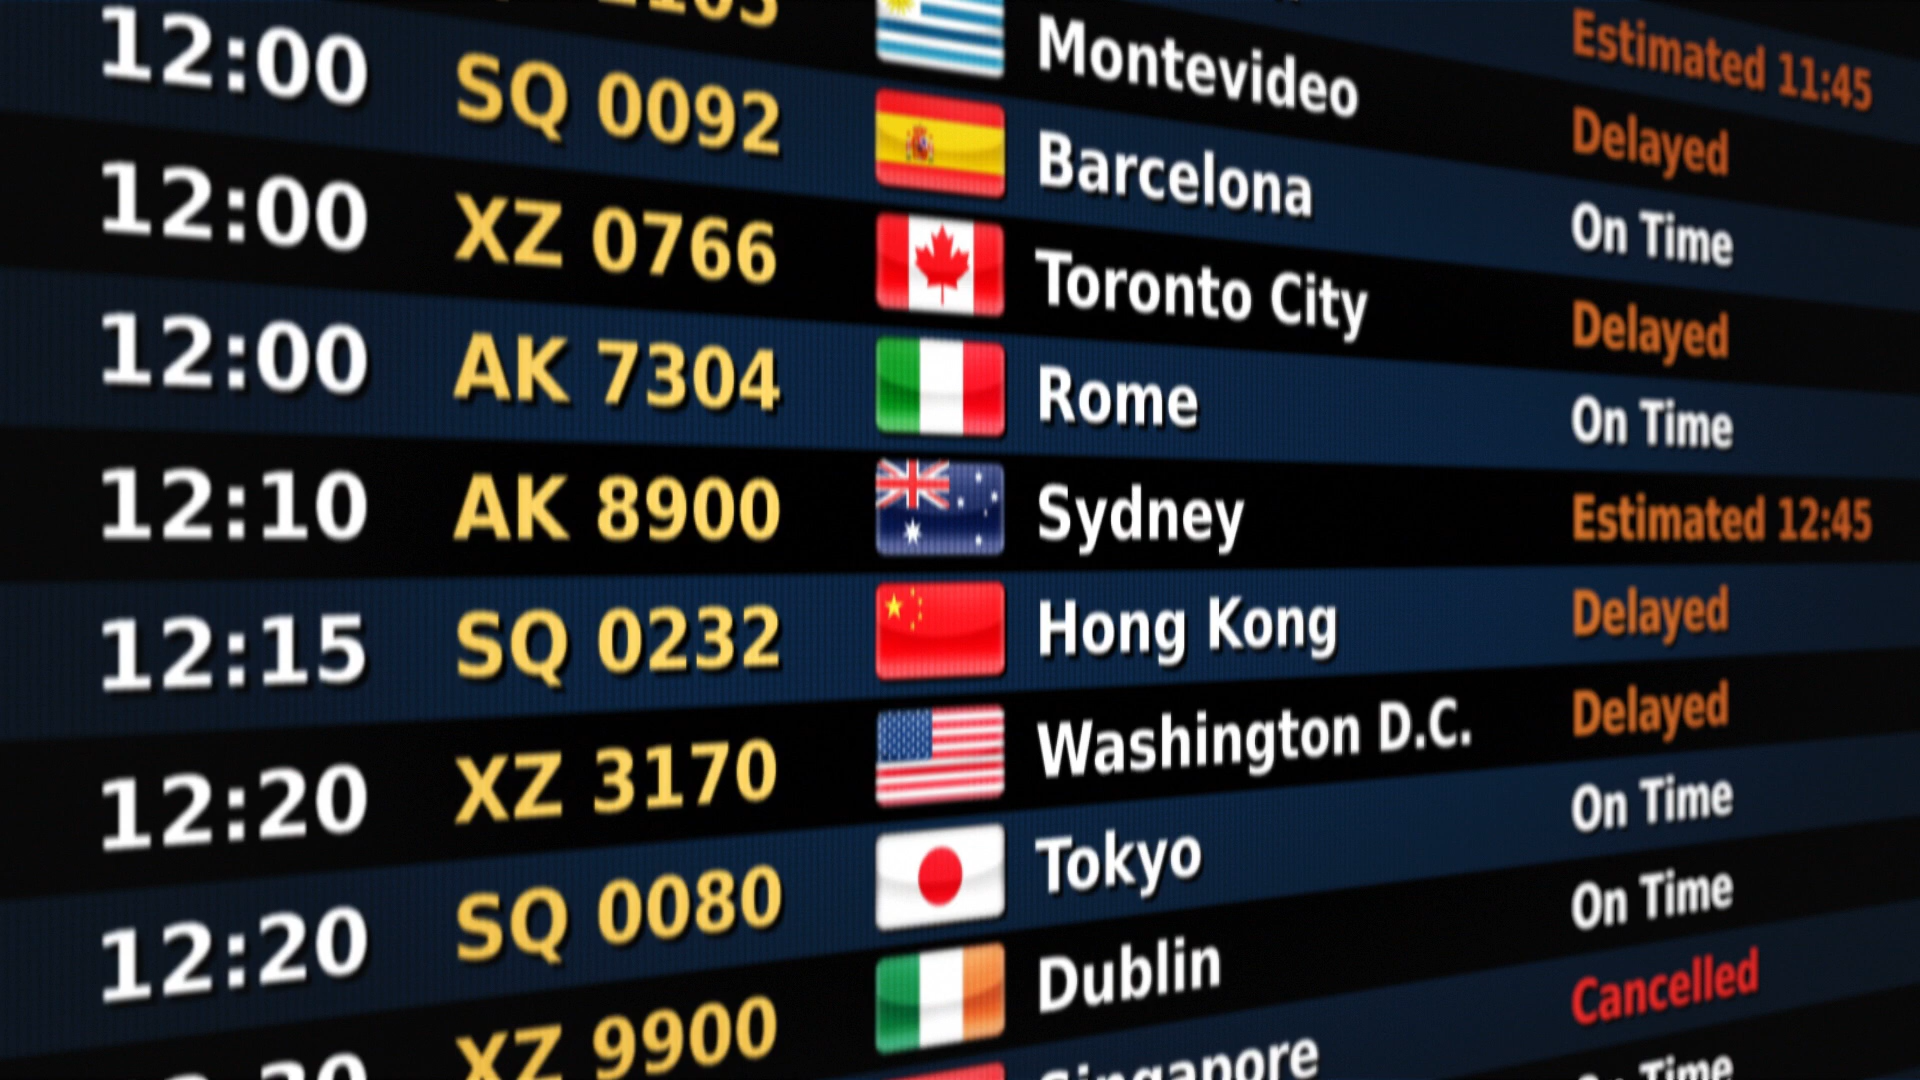 Estimated 11:45
Montevideo Delayed
12:00 SQ 0092 Barcelona On Time
12:00 XZ 0766 Toronto City Delayed
12:00 AK 7304 Rome On Time
12:10 AK 8900 Sydney Estimated 12:45
12:15 SQ 0232 Hong Kong Delayed
12:20 XZ 3170 Washington D.C. Delayed
12:20 SQ 0080 Tokyo On Time
XZ 9900 Dublin On Time
Singapore Cancelled
On Time